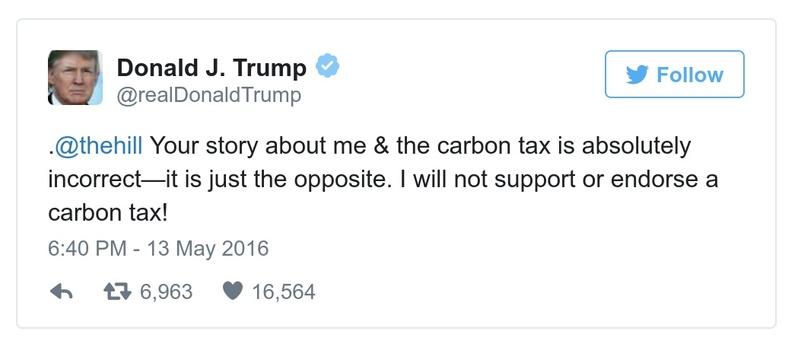 Donald J. Trump
@realDonaldTrump
Follow
.@thehill Your story about me & the carbon tax is absolutely
incorrect—it is just the opposite. I will not support or endorse a
carbon tax!
6:40 PM - 13 May 2016
6,963 16,564